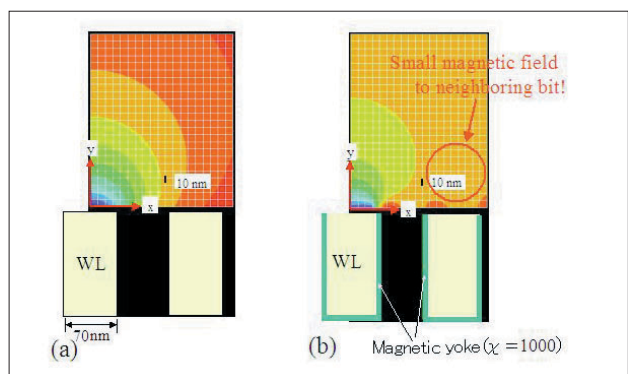 y
10 nm
x
WL
70nm
(a)
Small magnetic field
to neighboring bit!
y
10 nm
x
WL
(b)
Magnetic yoke(χ=1000)